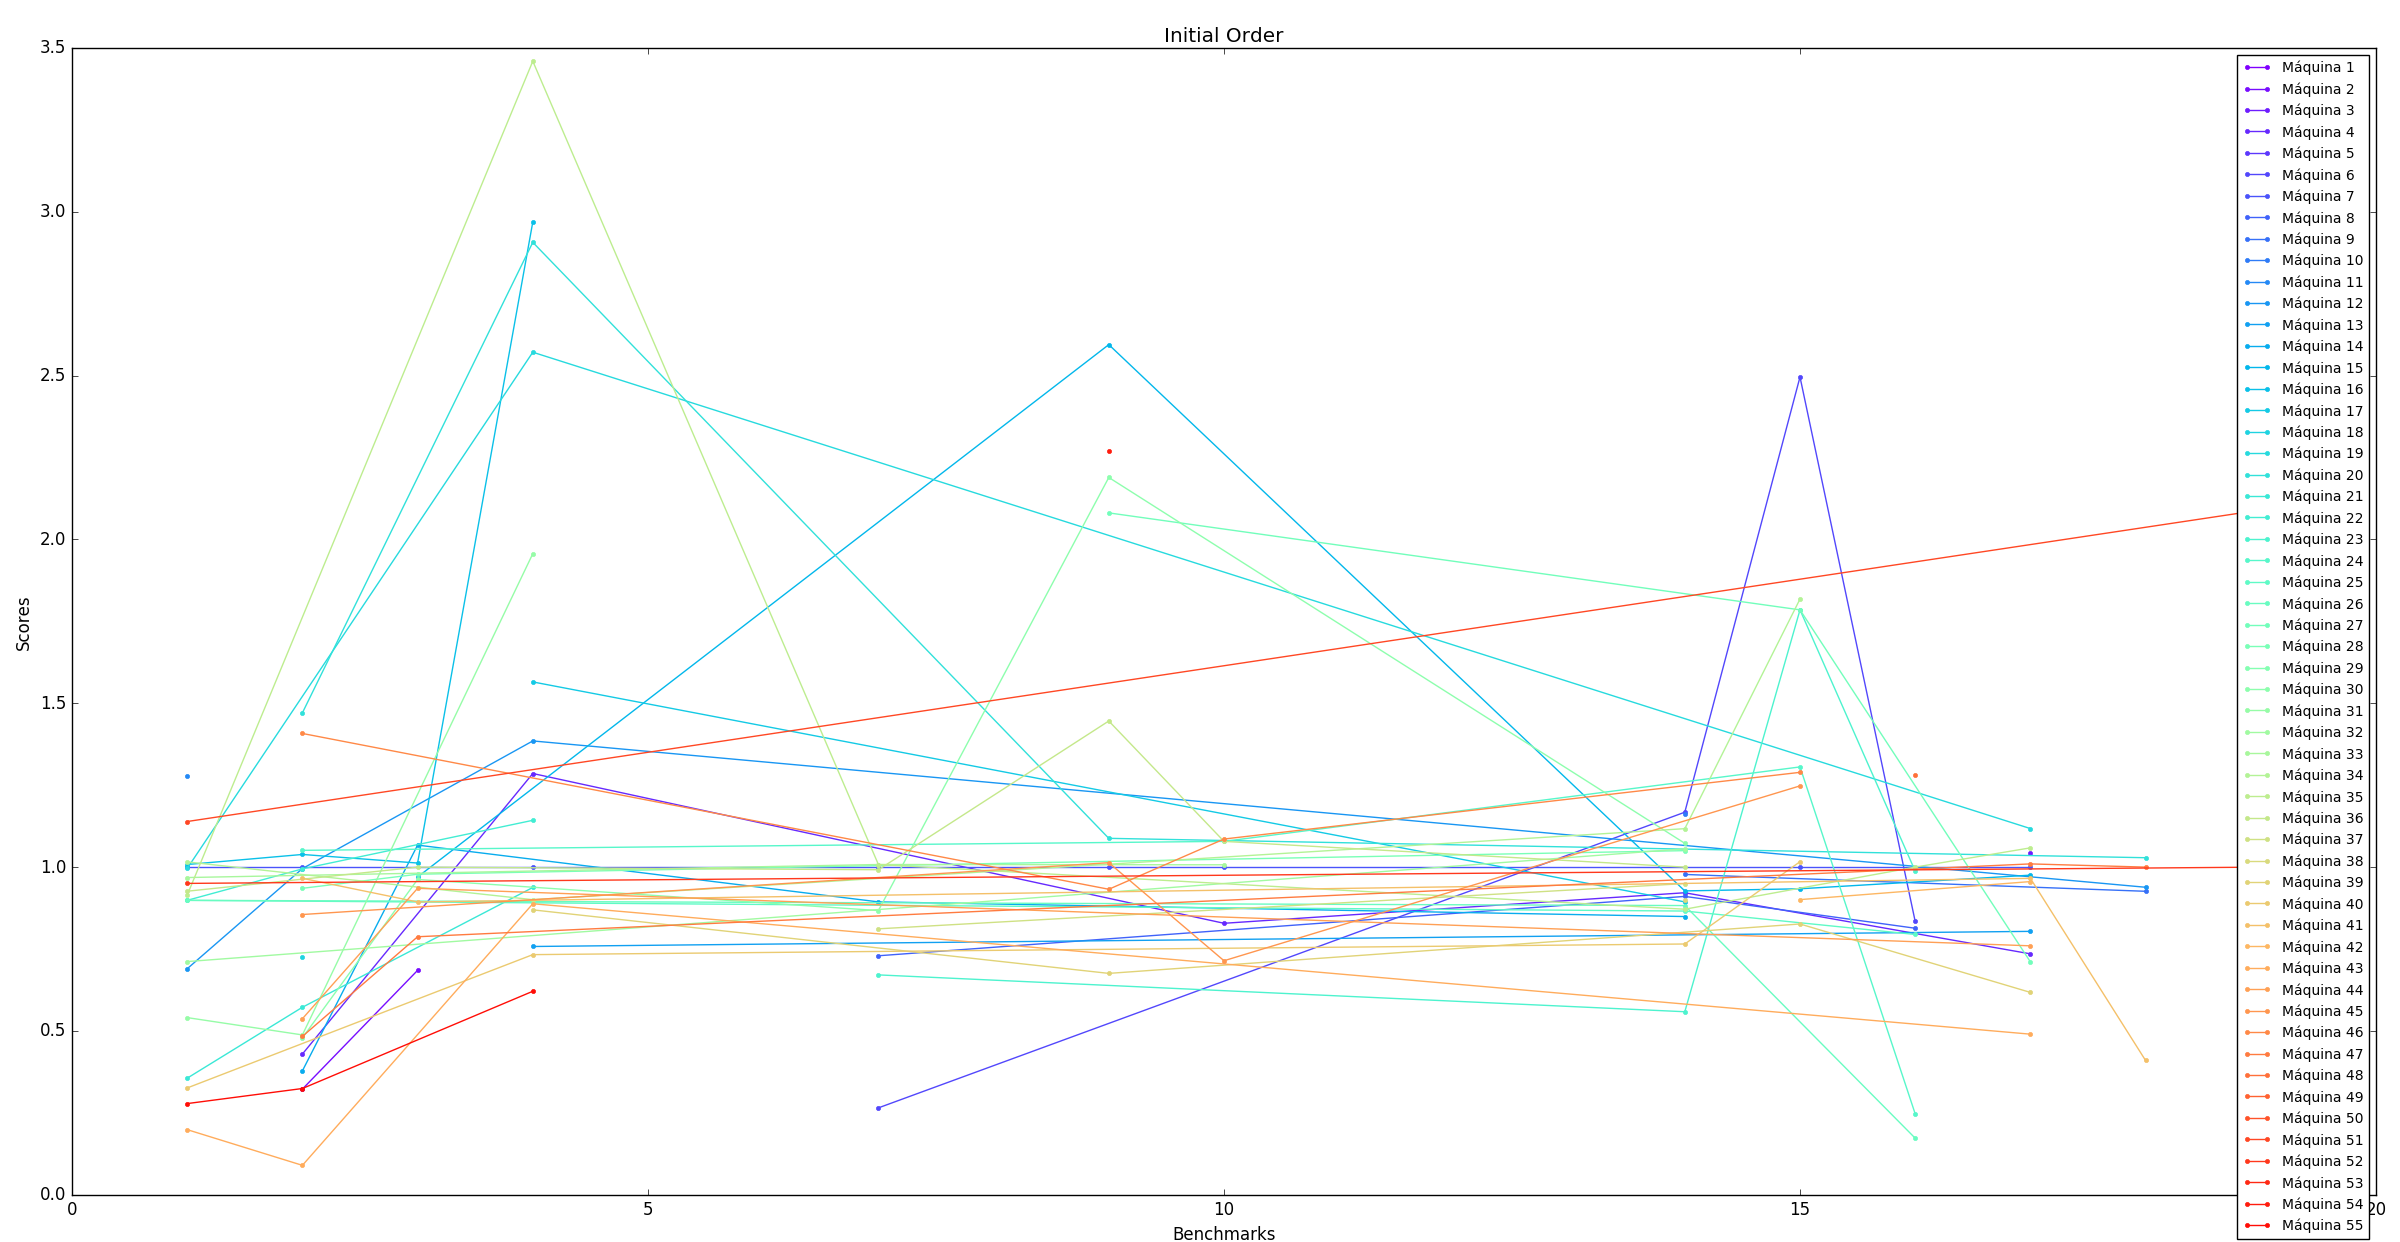 Initial Order
3.5
3.0
2.5
2.0
1.5
1.0
0.5
0.0
Scores
0
5
10
15
20
Benchmarks
Máquina 1
Máquina 2
Máquina 3
Máquina 4
Máquina 5
Máquina 6
Máquina 7
Máquina 8
Máquina 9
Máquina 10
Máquina 11
Máquina 12
Máquina 13
Máquina 14
Máquina 15
Máquina 16
Máquina 17
Máquina 18
Máquina 19
Máquina 20
Máquina 21
Máquina 22
Máquina 23
Máquina 24
Máquina 25
Máquina 26
Máquina 27
Máquina 28
Máquina 29
Máquina 30
Máquina 31
Máquina 32
Máquina 33
Máquina 34
Máquina 35
Máquina 36
Máquina 37
Máquina 38
Máquina 39
Máquina 40
Máquina 41
Máquina 42
Máquina 43
Máquina 44
Máquina 45
Máquina 46
Máquina 47
Máquina 48
Máquina 49
Máquina 50
Máquina 51
Máquina 52
Máquina 53
Máquina 54
Máquina 55